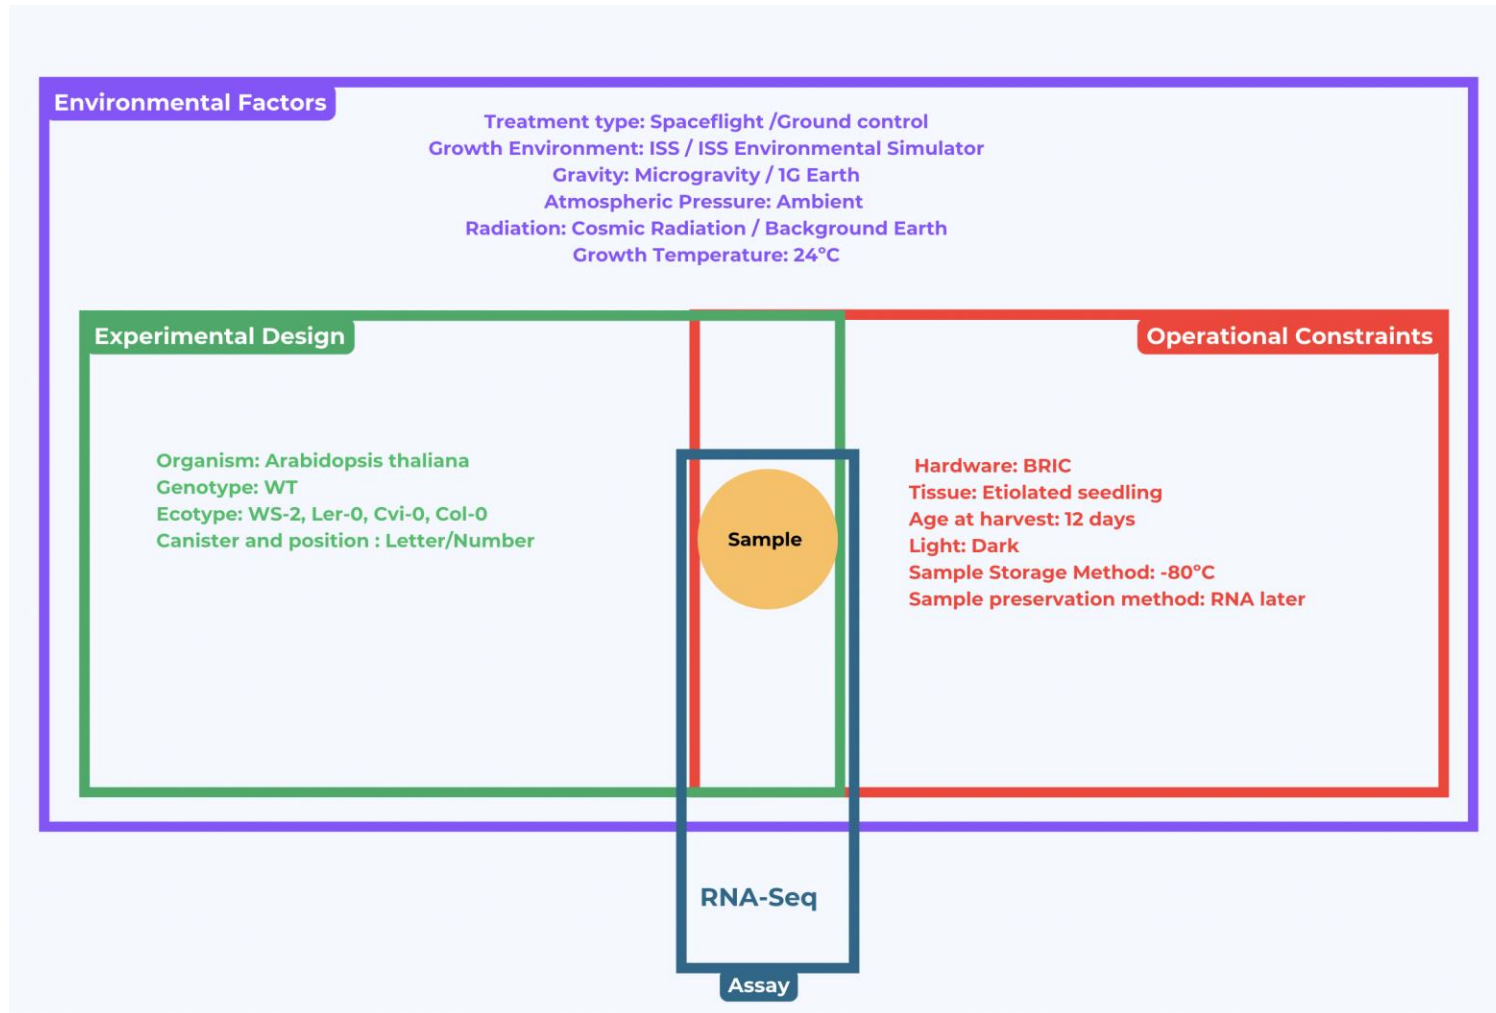 Environmental Factors
Treatment type: Spaceflight /Ground control
Growth Environment: ISS / ISS Environmental Simulator
Gravity: Microgravity / 1G Earth
Atmospheric Pressure: Ambient
Radiation: Cosmic Radiation / Background Earth
Growth Temperature: 24ºC
Experimental Design
Organism: Arabidopsis thaliana
Genotype: WT
Ecotype: WS-2, Ler-0, Cvi-0, Col-0
Canister and position : Letter/Number
Operational Constraints
Hardware: BRIC
Tissue: Etiolated seedling
Age at harvest: 12 days
Light: Dark
Sample Storage Method: -80ºC
Sample preservation method: RNA later
Sample
RNA-Seq
Assay